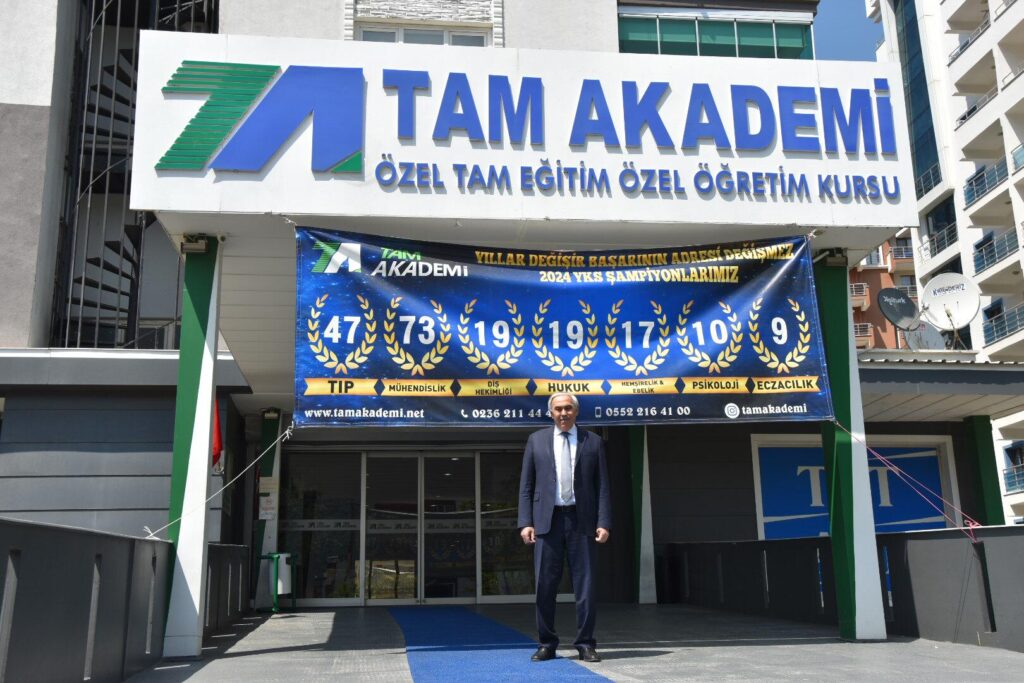 TAM AKADEMİ
ÖZEL TAM EĞİTİM ÖZEL ÖĞRETİM KURSU
TAM AKADEMİ
YILLAR DEĞİŞİR BAŞARININ ADRESİ DEĞİŞMEZ
2024 YKS ŞAMPİYONLARIMIZ
47 73 19 19 17 10 9
TIP MÜHENDİSLİK DİŞ HEKİMLİĞİ HUKUK HEMŞİRELİK & EBELİK PSİKOLOJİ ECZACILIK
www.tamakademi.net 0236 211 44 4 0552 216 41 00 tamakademi